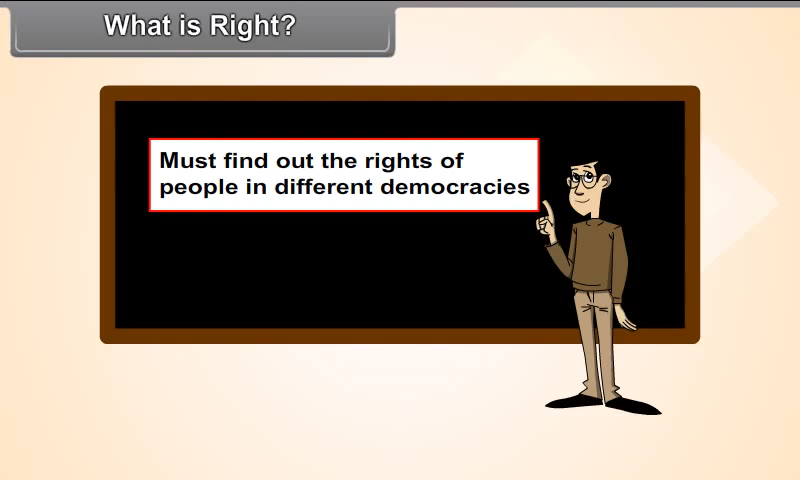 What is Right?
Must find out the rights of
people in different democracies